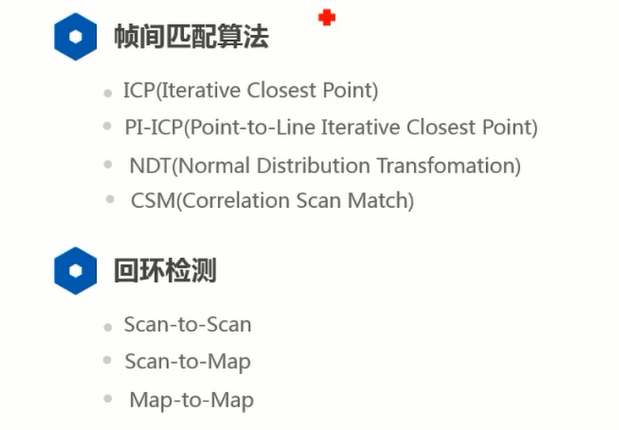 帧间匹配算法
ICP(Iterative Closest Point)
PI-ICP(Point-to-Line Iterative Closest Point)
NDT(Normal Distribution Transfomation)
CSM(Correlation Scan Match)
回环检测
Scan-to-Scan
Scan-to-Map
Map-to-Map